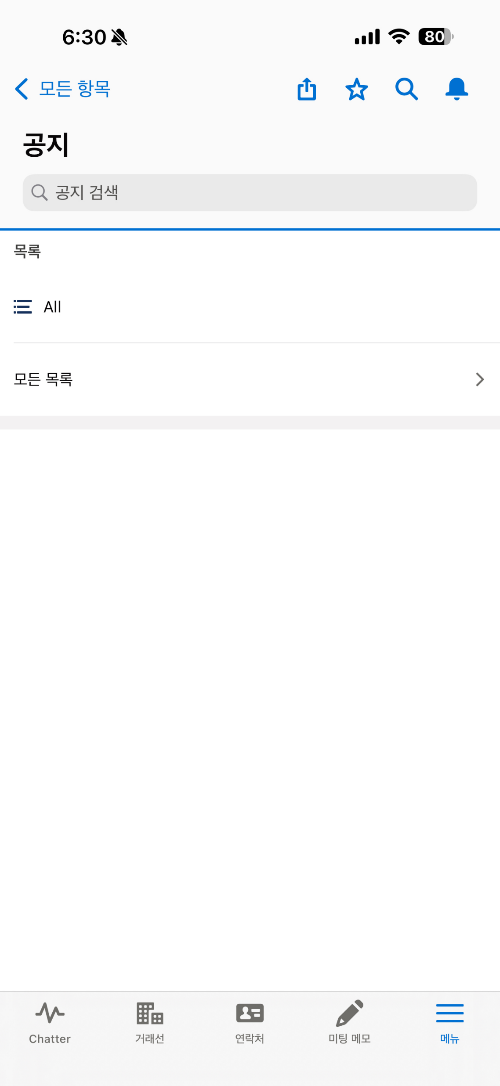 6:30
80
모든 항목
공지
공지 검색
목록
All
모든 목록
Chatter
거래선
연락처
미팅 메모
메뉴